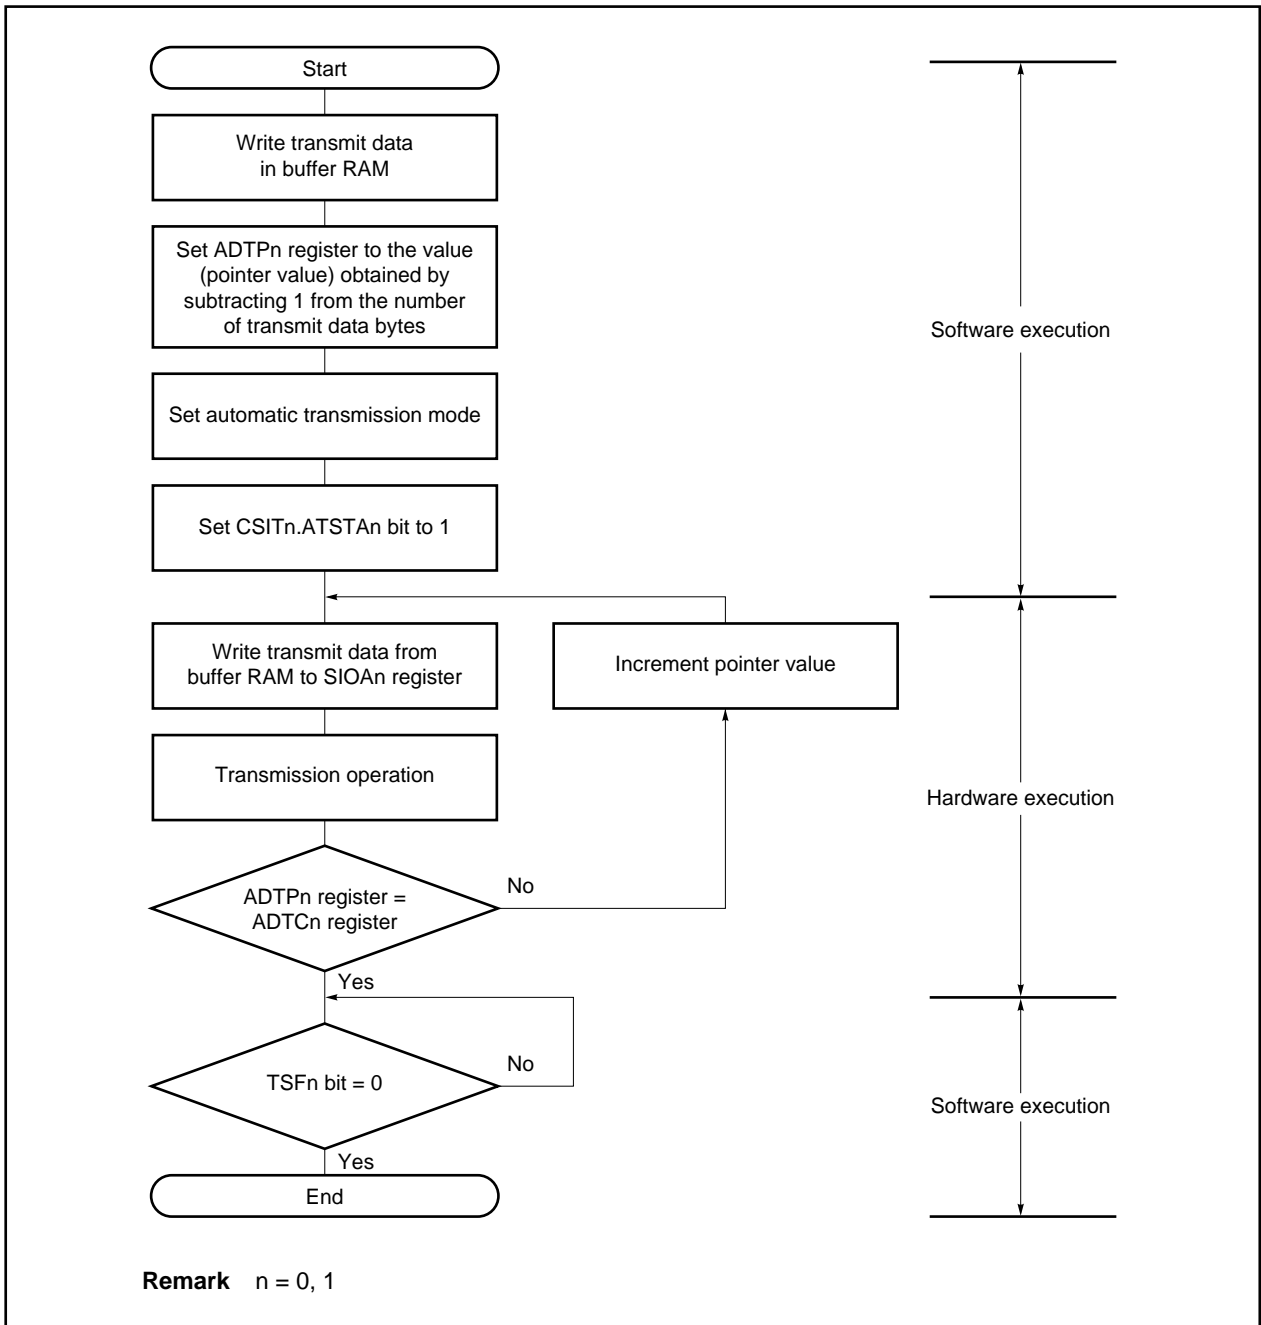 Start
Write transmit data
in buffer RAM
Set ADTPn register to the value
(pointer value) obtained by
subtracting 1 from the number
of transmit data bytes
Software execution
Set automatic transmission mode
Set CSITn.ATSTAn bit to 1
Write transmit data from
buffer RAM to SIOAn register
Increment pointer value
Transmission operation
Hardware execution
ADTPn register =
ADTCn register
No
Yes
TSFn bit = 0
No
Software execution
Yes
End
Remark n = 0, 1